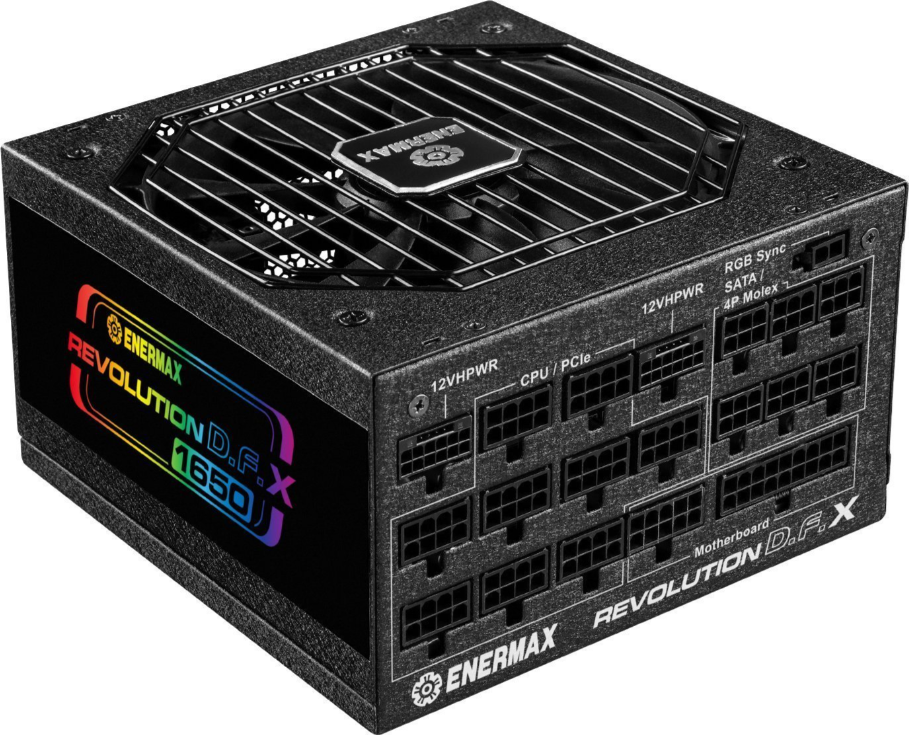 ENERMAX
ENERMAX
REVOLUTION D.F.X
1650
12VHPWR
CPU / PCIe
12VHPWR
RGB Sync
SATA /
4P Molex
Motherboard
REVOLUTION D.F.X
ENERMAX